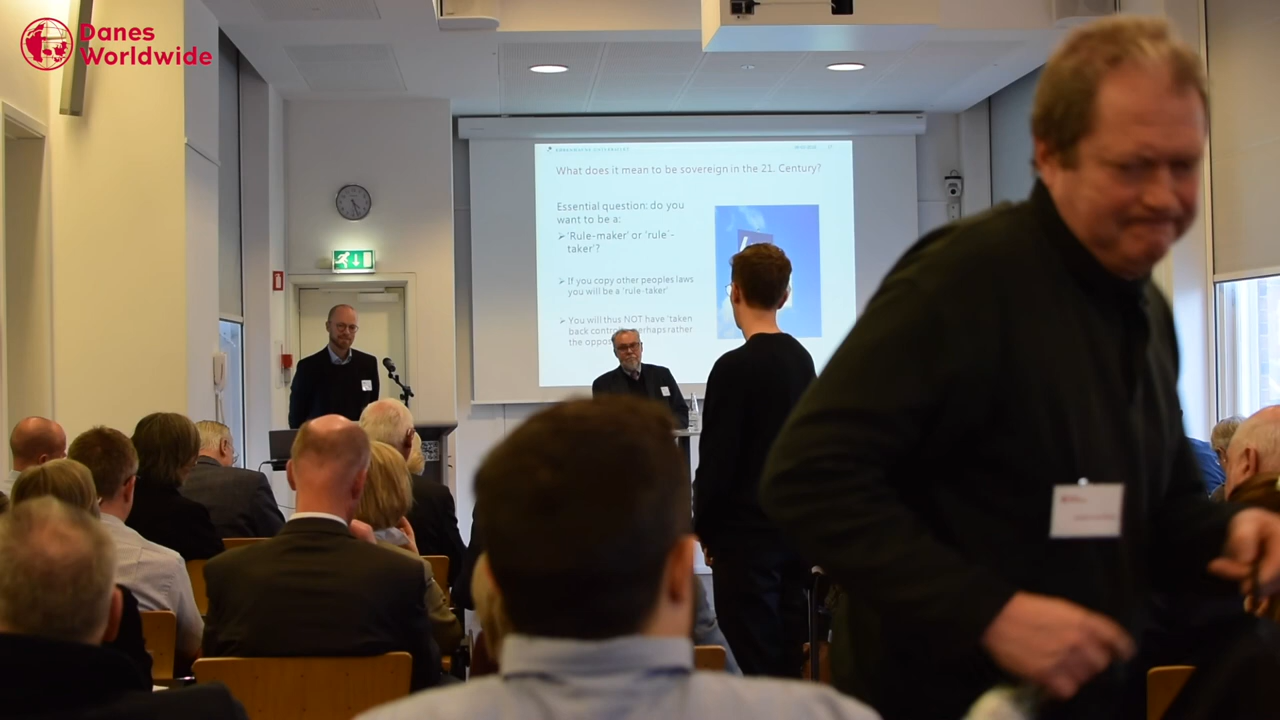 Danes
Worldwide
What does it mean to be sovereign in the 21. Century?
Essential question: do you
want to be a:
'Rule-maker' or 'rule'-
taker'?
If you copy other peoples laws
you will be a 'rule-taker'
You will thus NOT have 'taken
back control
perhaps rather
the oppos